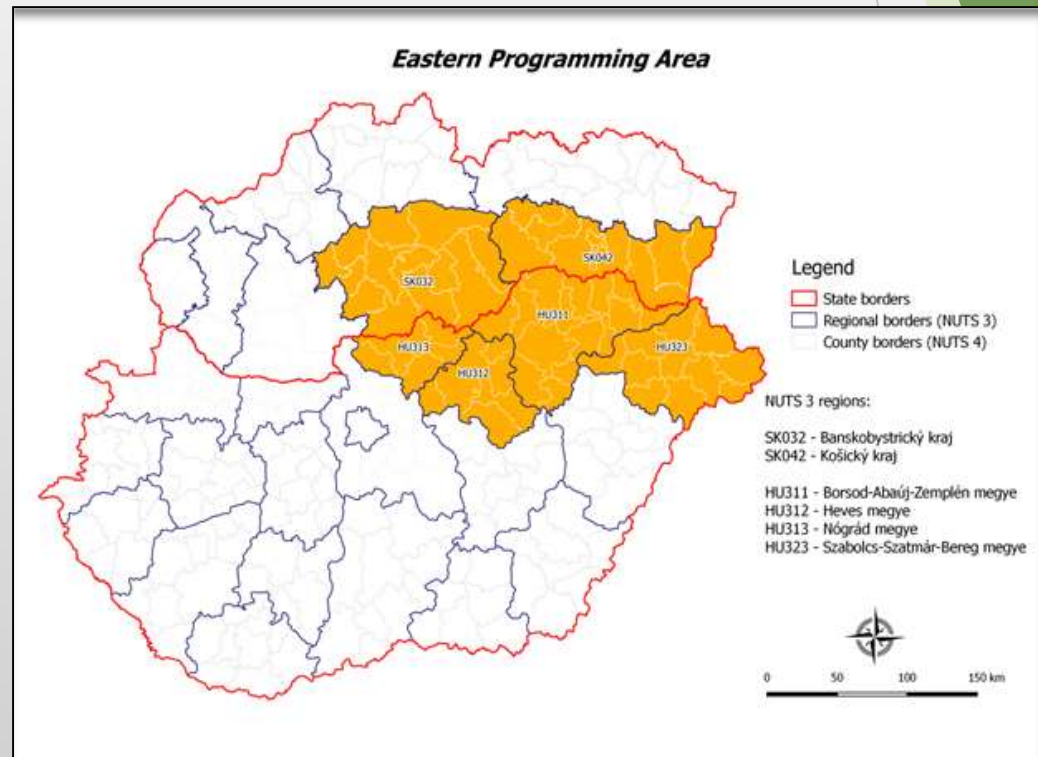 Eastern Programming Area
SK032
SK042
HU311
HU313
HU312
HU323
Legend
State borders
Regional borders (NUTS 3)
County borders (NUTS 4)
NUTS 3 regions:
SK032 - Banskobystrický kraj
SK042 - Košický kraj
HU311 - Borsod-Abaúj-Zemplén megye
HU312 - Heves megye
HU313 - Nógrád megye
HU323 - Szabolcs-Szatmár-Bereg megye
0 50 100 150 km